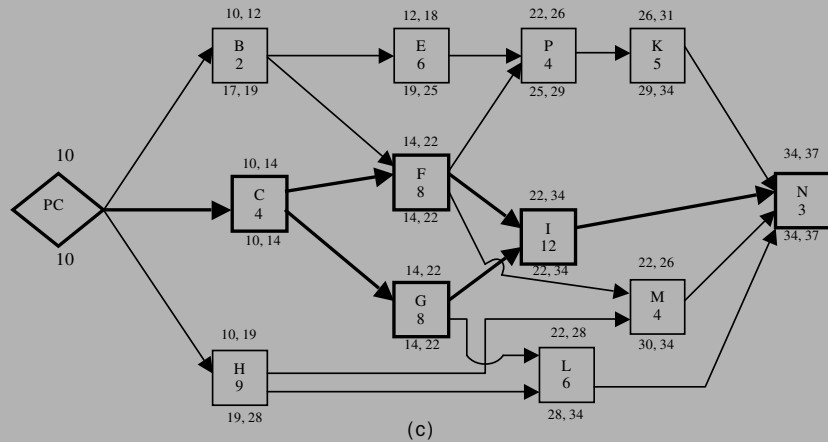 10, 12
B
2
17, 19
12, 18
E
6
19, 25
22, 26
P
4
25, 29
26, 31
K
5
29, 34
10
PC
10
10, 14
C
4
10, 14
14, 22
F
8
14, 22
22, 34
I
12
22, 34
34, 37
N
3
34, 37
14, 22
G
8
14, 22
22, 26
M
4
30, 34
10, 19
H
9
19, 28
22, 28
L
6
28, 34
(c)